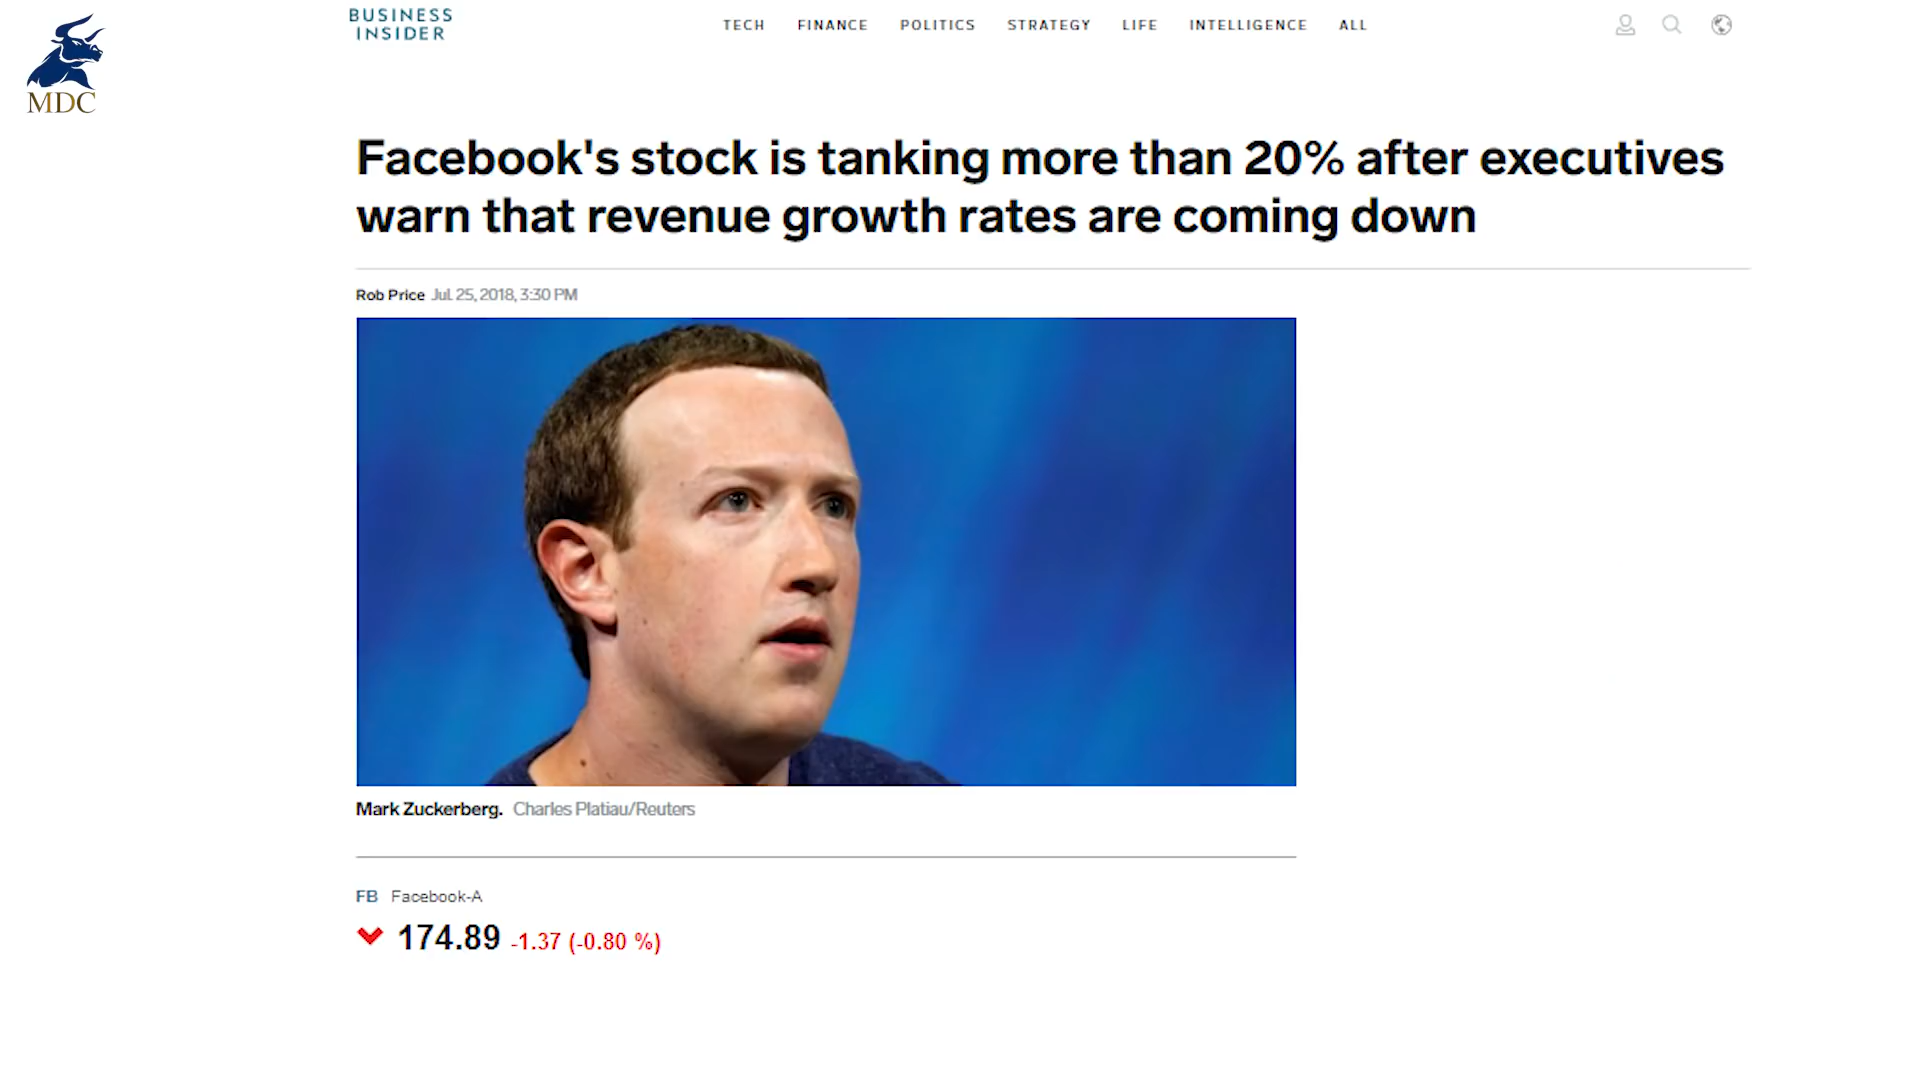 BUSINESS
INSIDER
TECH FINANCE POLITICS STRATEGY LIFE INTELLIGENCE ALL
MDC
Facebook's stock is tanking more than 20% after executives
warn that revenue growth rates are coming down
Rob Price Jul. 25, 2018, 3:30 PM
Mark Zuckerberg. Charles Platiau/Reuters
FB Facebook-A
174.89 -1.37 (-0.80 %)